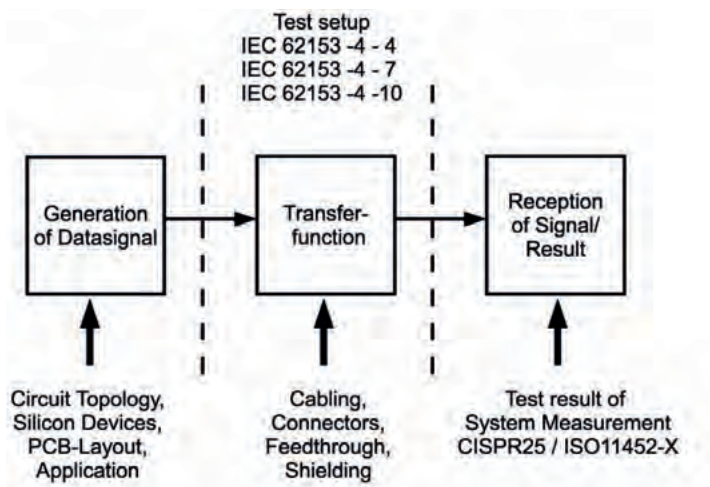 Test setup
IEC 62153 -4 - 4
IEC 62153 -4 - 7
IEC 62153 -4 -10
Generation
of Datasignal
Transfer-
function
Reception
of Signal/
Result
Circuit Topology,
Silicon Devices,
PCB-Layout,
Application
Cabling,
Connectors,
Feedthrough,
Shielding
Test result of
System Measurement
CISPR25 / ISO11452-X